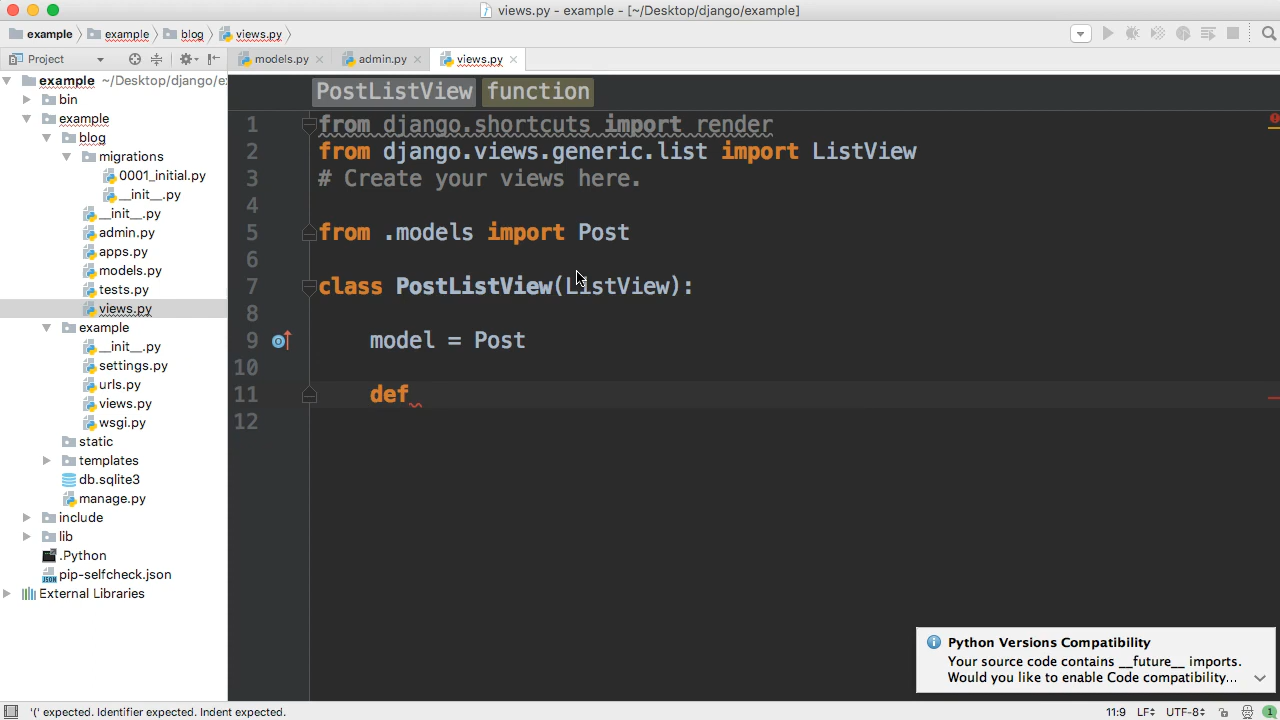 views.py - example - [~/Desktop/django/example]
example example blog views.py
Project
models.py admin.py views.py
example ~/Desktop/django/e
bin
example
blog
migrations
0001_initial.py
__init__.py
__init__.py
admin.py
apps.py
models.py
tests.py
views.py
example
__init__.py
settings.py
urls.py
views.py
wsgi.py
static
templates
db.sqlite3
manage.py
include
lib
.Python
pip-selfcheck.json
External Libraries
PostListView function
1 from django.shortcuts import render
2 from django.views.generic.list import ListView
3 # Create your views here.
4
5 from .models import Post
6
7 class PostListView(ListView):
8
9 model = Post
10
11 def
12
Python Versions Compatibility
Your source code contains __future__ imports.
Would you like to enable Code compatibility...
'(' expected. Identifier expected. Indent expected. 11:9 LF UTF-8 1